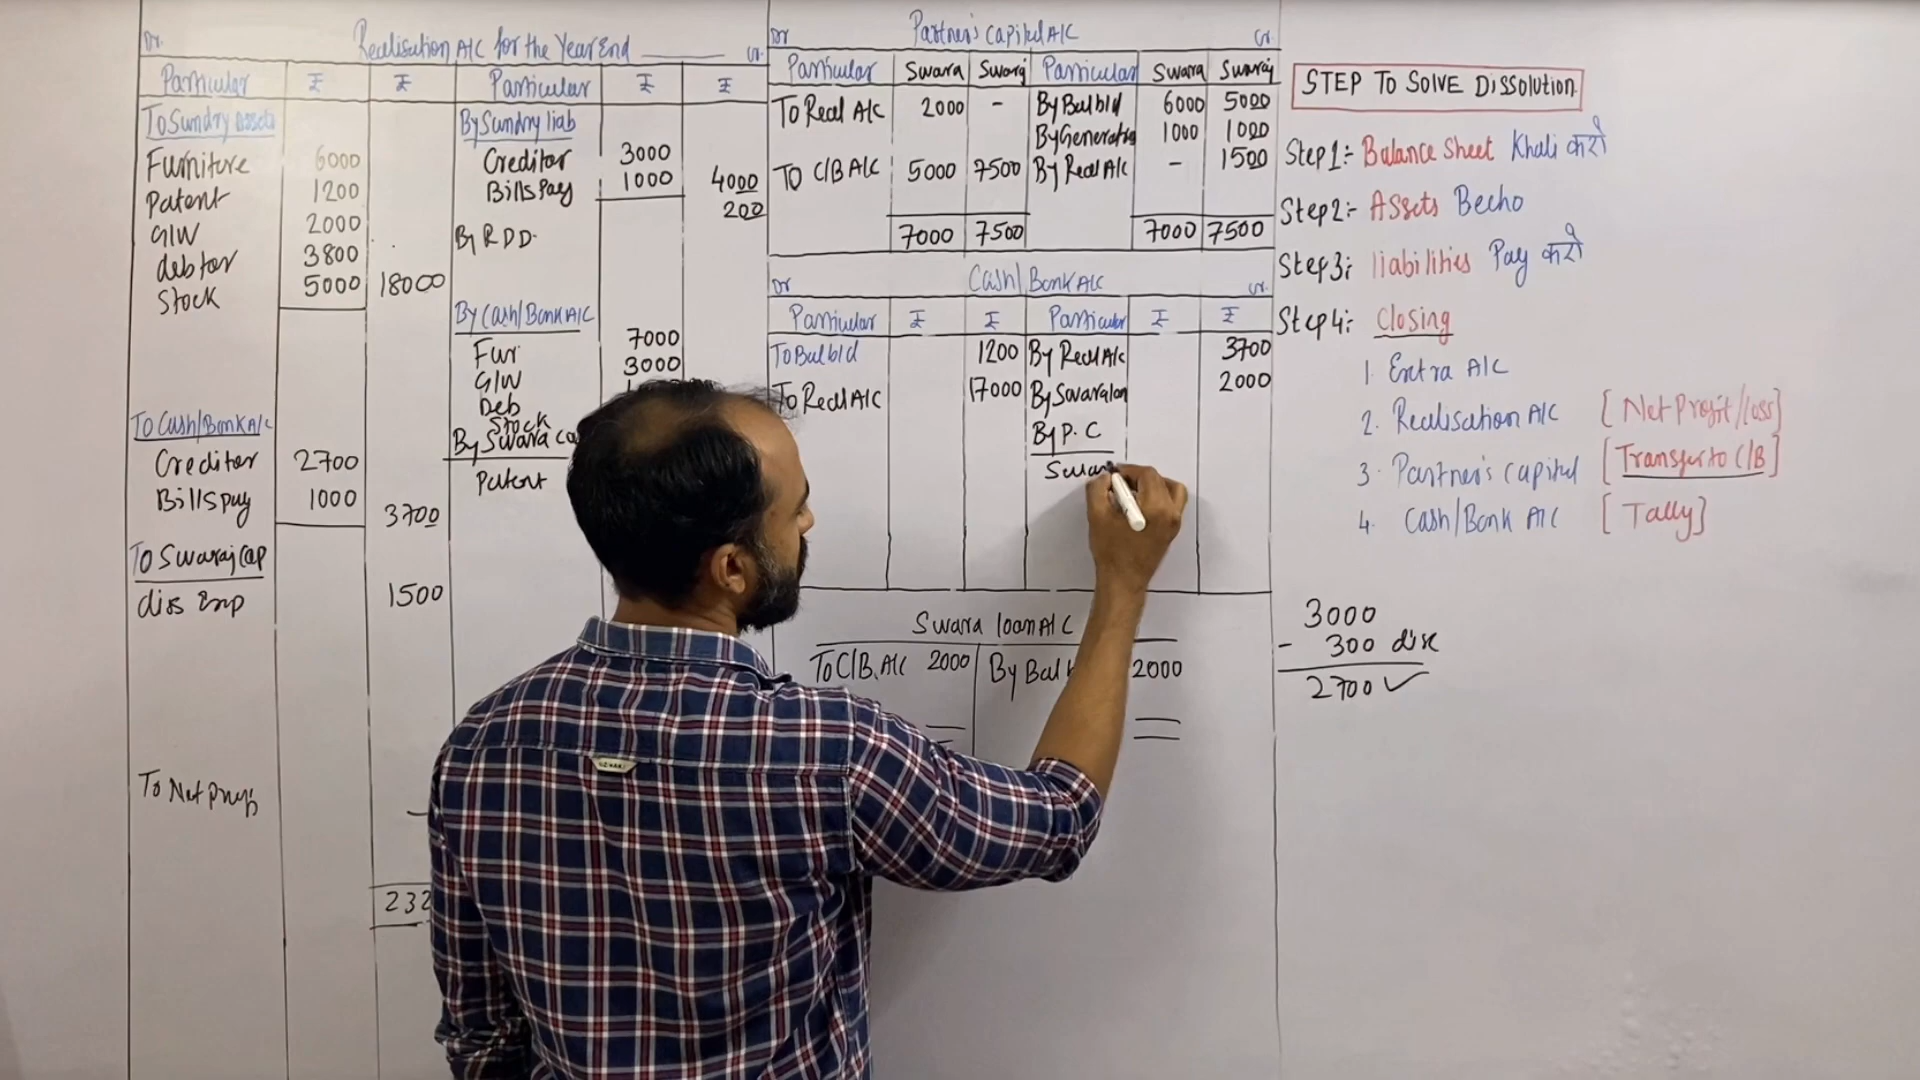 Dr. Realisation A/C for the Year End ______ Cr.
Particular ₹ ₹ Particular ₹ ₹
To Sundry assets
Furniture 6000
Patent 1200
G/W 2000
debtor 3800
Stock 5000 18000
To Cash/Bank A/C
Creditor 2700
Bills pay 1000
3700
To Swaraj Cap
diss Exp 1500
To Net Prof
232
By Sundry liab
Creditor 3000
Bills Pay 1000 4000
200
By R D D.
By Cash/Bank A/C
Fur 7000
G/W 3000
Deb
Stock
By Swara Ca
Patent
Dr Partner's Capital A/C Cr.
Particular Swara Swaraj Particular Swara Swaraj
To Real A/C 2000 - By Bal b/d 6000 5000
By General 1000 1000
To C/B A/C 5000 7500 By Real A/C - 1500
7000 7500 7000 7500
Dr Cash/Bank A/C Cr.
Particular ₹ ₹ Particular ₹ ₹
To Bal b/d 1200 By Real A/c 3700
To Real A/C 17000 By Swara loan 2000
By P. C
Swar
Swara loan A/C
To C/B. A/C 2000 By Bal 2000
STEP TO SOLVE Dissolution.
Step 1:- Balance Sheet Khali करो
Step 2:- Assets Becho
Step 3: liabilities Pay करो
Step 4: Closing
1. Extra A/C
2. Realisation A/C [Net Profit/loss]
3. Partner's Capital [Transfer to C/B]
4. Cash/Bank A/C [Tally]
3000
- 300 disc
2700 ✓